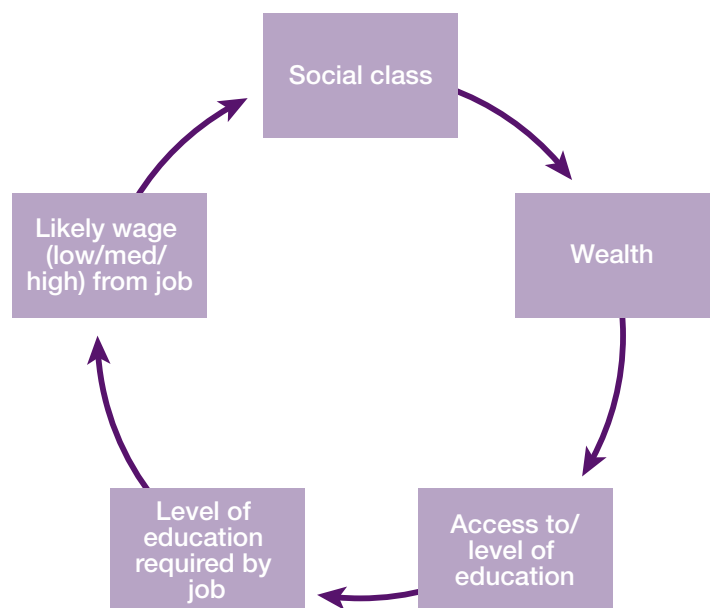 Social class
Wealth
Likely wage
(low/med/
high) from job
Access to/
level of
education
Level of
education
required by
job